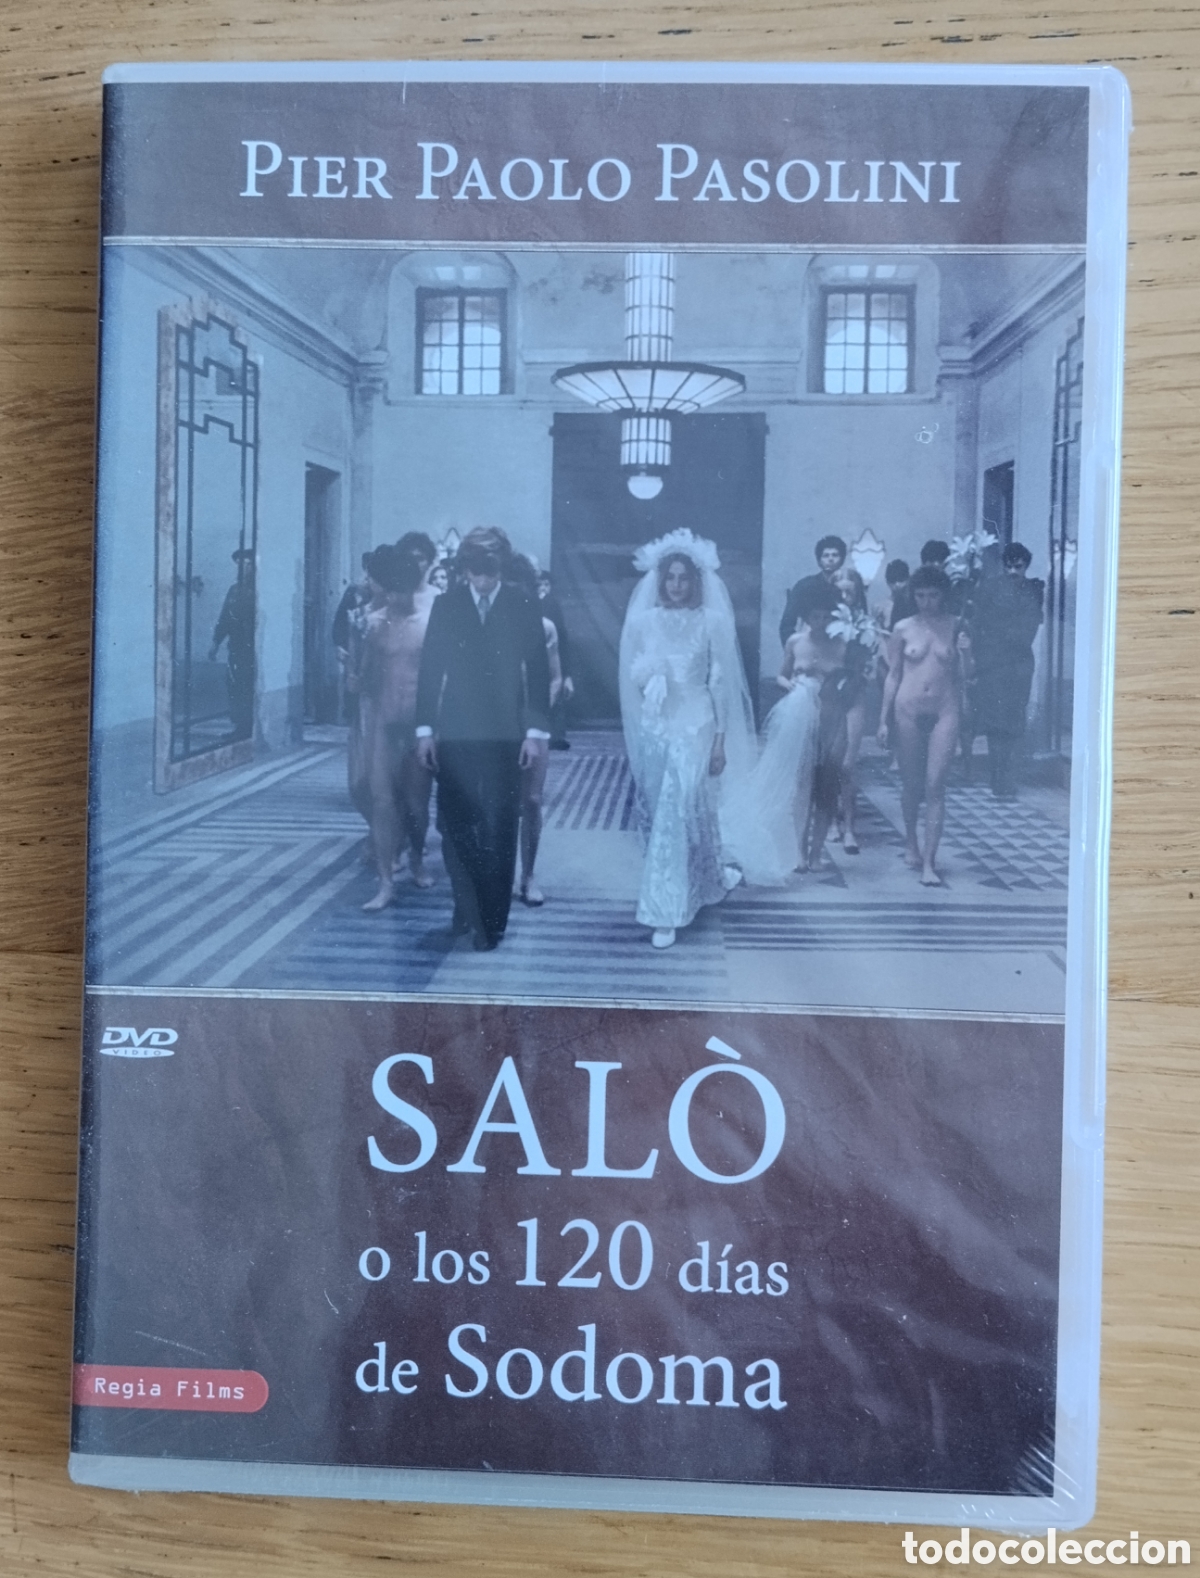 PIER PAOLO PASOLINI
DVD
VIDEO
SALÒ
o los 120 días
de Sodoma
Regia Films
todocoleccion